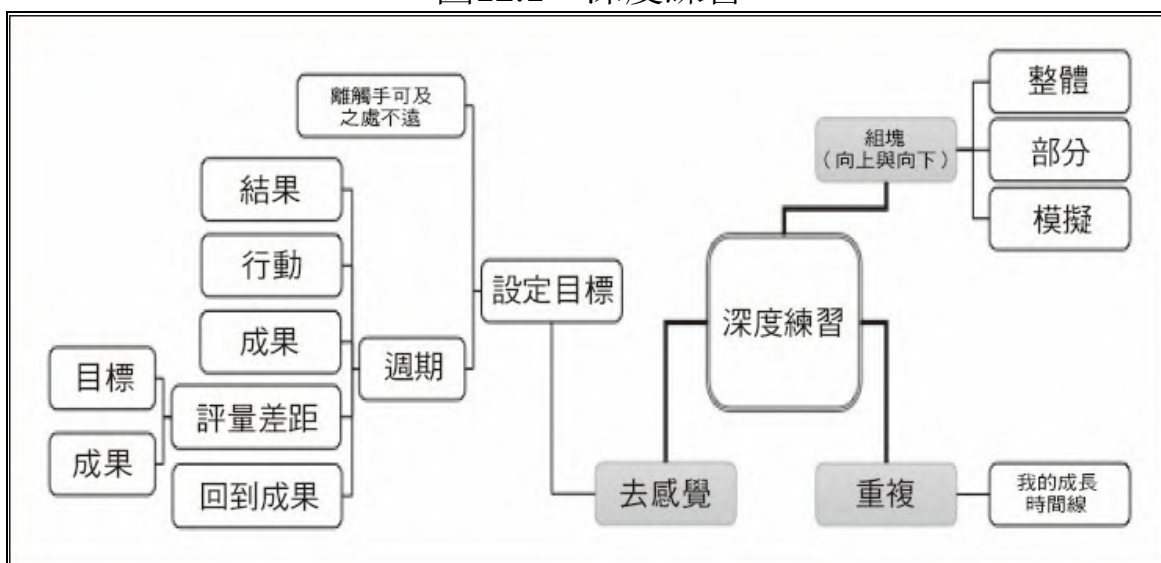 離觸手可及
之處不遠
結果
行動
成果
目標
評量差距
成果
回到成果
週期
設定目標
去感覺
深度練習
組塊
（向上與向下）
整體
部分
模擬
重複
我的成長
時間線